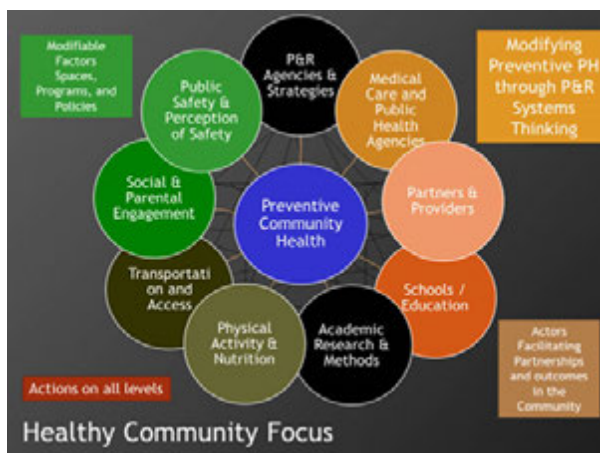 Modifiable
Factors
Spaces,
Programs, and
Policies
P&R
Agencies &
Strategies
Modifying
Preventive PH
through P&R
Systems
Thinking
Public
Safety &
Perception
of Safety
Medical
Care and
Public
Health
Agencies
Social &
Parental
Engagement
Preventive
Community
Health
Partners &
Providers
Transportati
on and
Access
Schools /
Education
Physical
Activity &
Nutrition
Academic
Research &
Methods
Actors
Facilitating
Partnerships
and outcomes
in the
Community
Actions on all levels
Healthy Community Focus